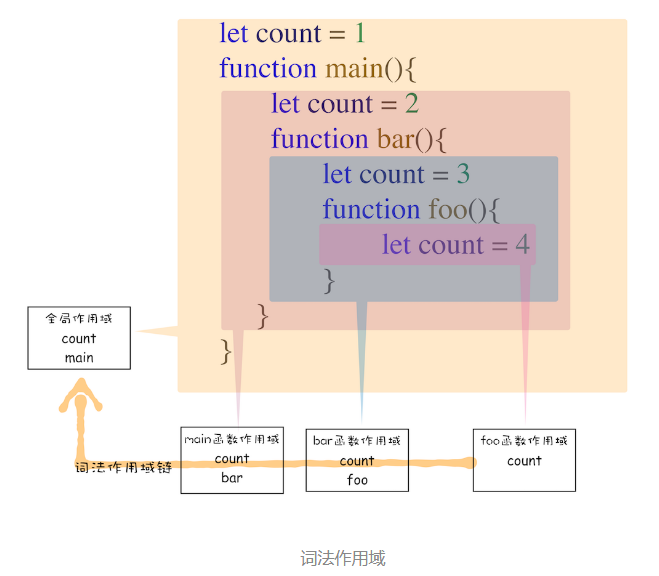 let count = 1
function main(){
let count = 2
function bar(){
let count = 3
function foo(){
let count = 4
}
}
}
全局作用域
count
main
main函数作用域
count
bar
bar函数作用域
count
foo
foo函数作用域
count
词法作用域链
词法作用域